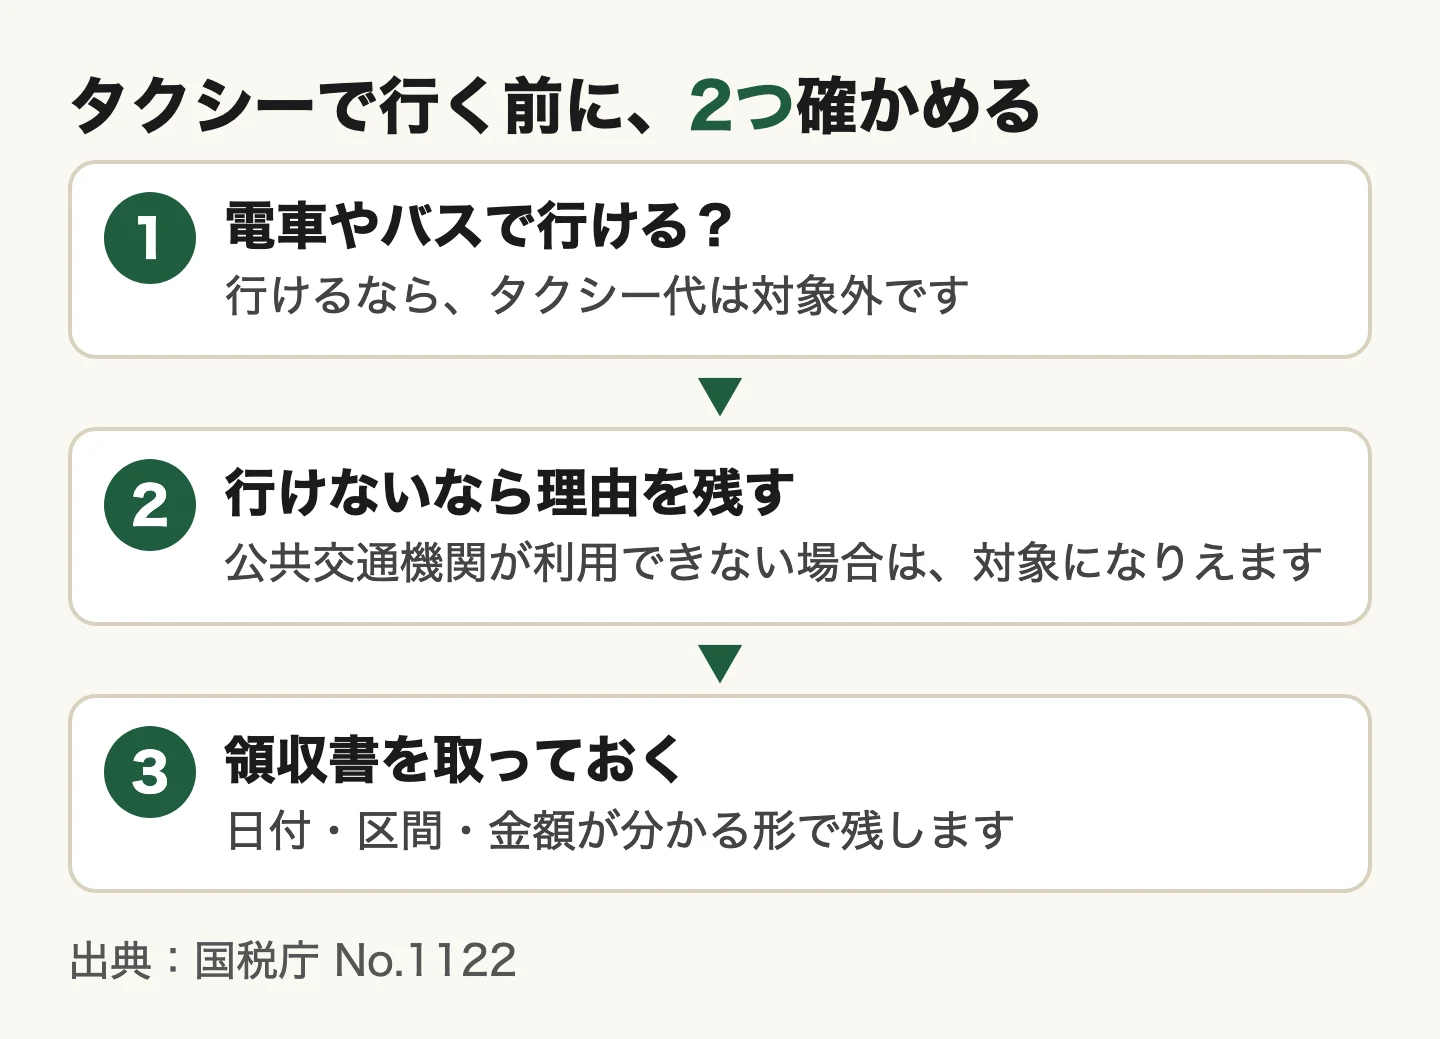 タクシーで行く前に、2つ確かめる
1
電車やバスで行ける？
行けるなら、タクシー代は対象外です
▼
2
行けないなら理由を残す
公共交通機関が利用できない場合は、対象になりえます
▼
3
領収書を取っておく
日付・区間・金額が分かる形で残します
出典：国税庁 No.1122